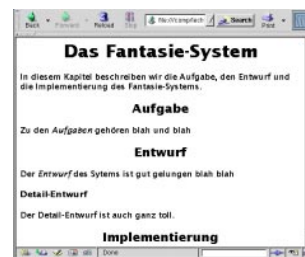 Back Forward Reload Stop file:///compfach Search Print
Das Fantasie-System
In diesem Kapitel beschreiben wir die Aufgabe, den Entwurf und
die Implementierung des Fantasie-Systems.
Aufgabe
Zu den Aufgaben gehören blah und blah
Entwurf
Der Entwurf des Sytems ist gut gelungen blah blah
Detail-Entwurf
Der Detail-Entwurf ist auch ganz toll.
Implementierung
Done